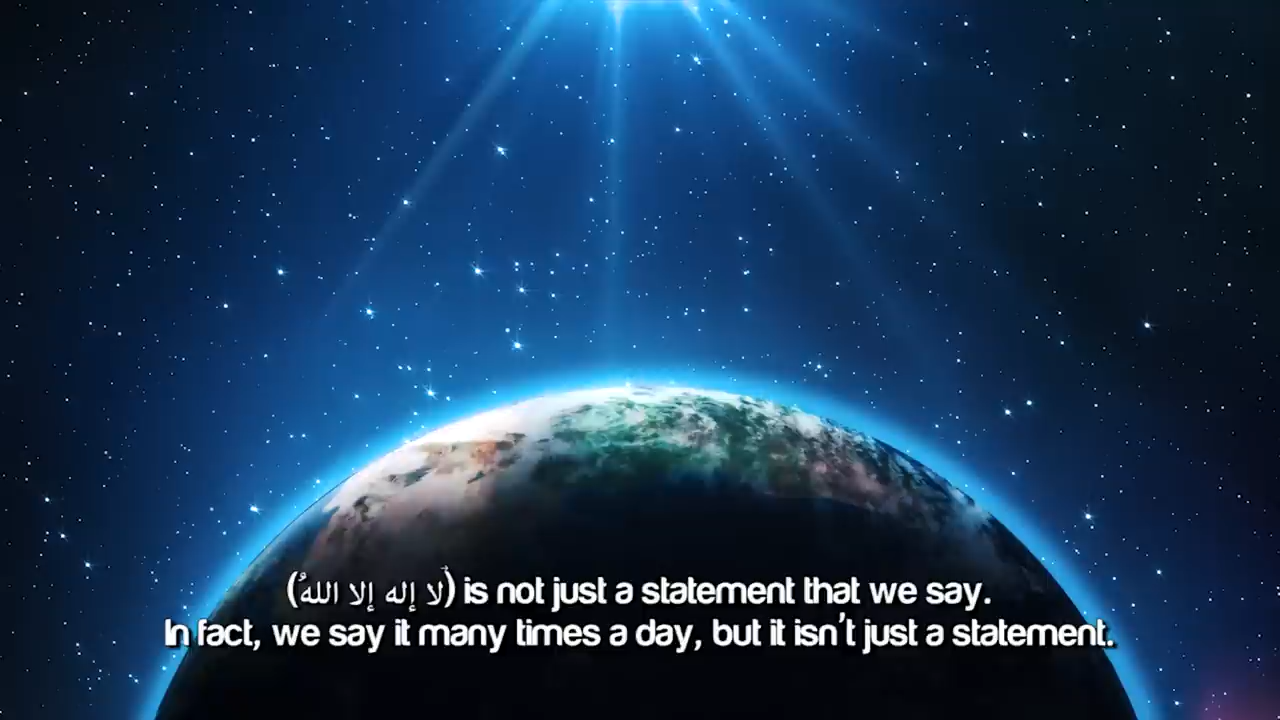 (لا إله إلا اللهُ) is not just a statement that we say.
In fact, we say it many times a day, but it isn't just a statement.